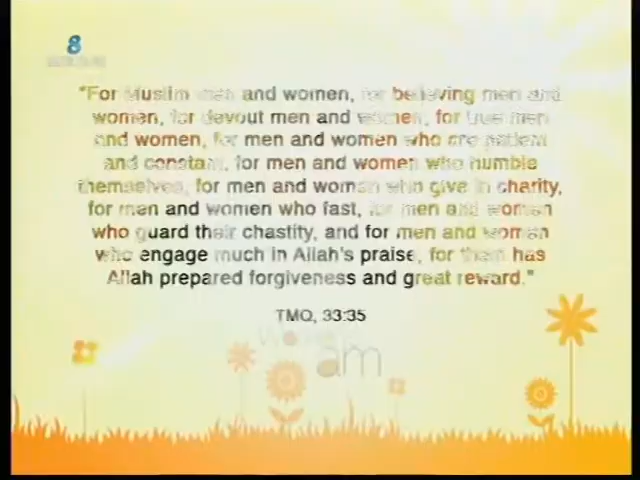 8
"For Muslim men and women, for believing men and
women, for devout men and women, for true men
and women, for men and women who are patient
and constant, for men and women who humble
themselves, for men and women who give in charity,
for men and women who fast, for men and women
who guard their chastity, and for men and women
who engage much in Allah's praise, for them has
Allah prepared forgiveness and great reward."
TMQ, 33:35
am